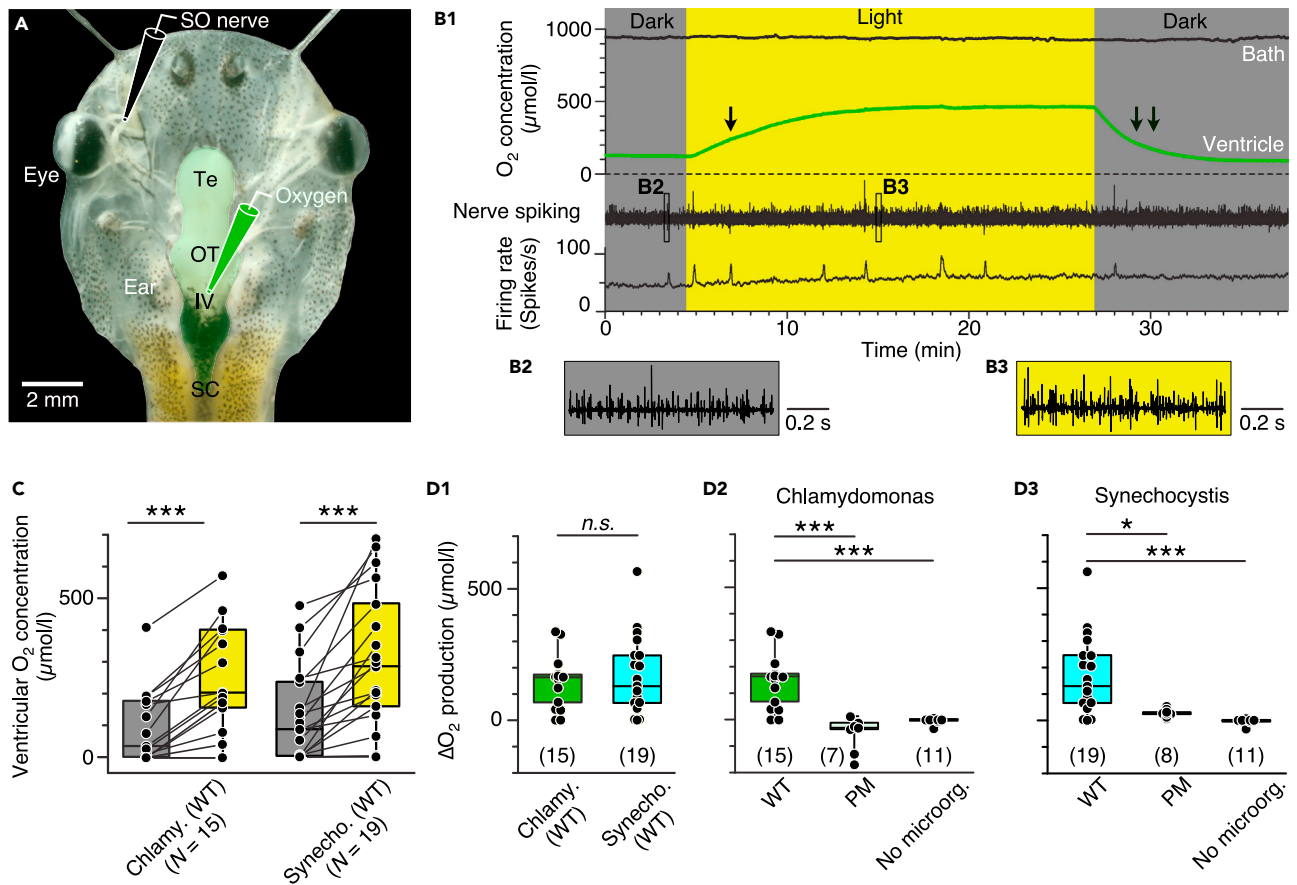 A
SO nerve
Eye
Te
Oxygen
OT
Ear
IV
SC
2 mm
B1
Dark
Light
Dark
O2 concentration
(µmol/l)
1000
500
0
Bath
Ventricle
B2
B3
Nerve spiking
Firing rate
(Spikes/s)
100
0
0
10
20
30
Time (min)
B2
0.2 s
B3
0.2 s
C
Ventricular O2 concentration
(µmol/l)
500
0
***
***
Chlamy. (WT)
(N = 15)
Synecho. (WT)
(N = 19)
D1
ΔO2 production (µmol/l)
500
0
n.s.
(15)
(19)
Chlamy.
(WT)
Synecho.
(WT)
D2
Chlamydomonas
***
***
(15)
(7)
(11)
WT
PM
No microorg.
D3
Synechocystis
*
***
(19)
(8)
(11)
WT
PM
No microorg.